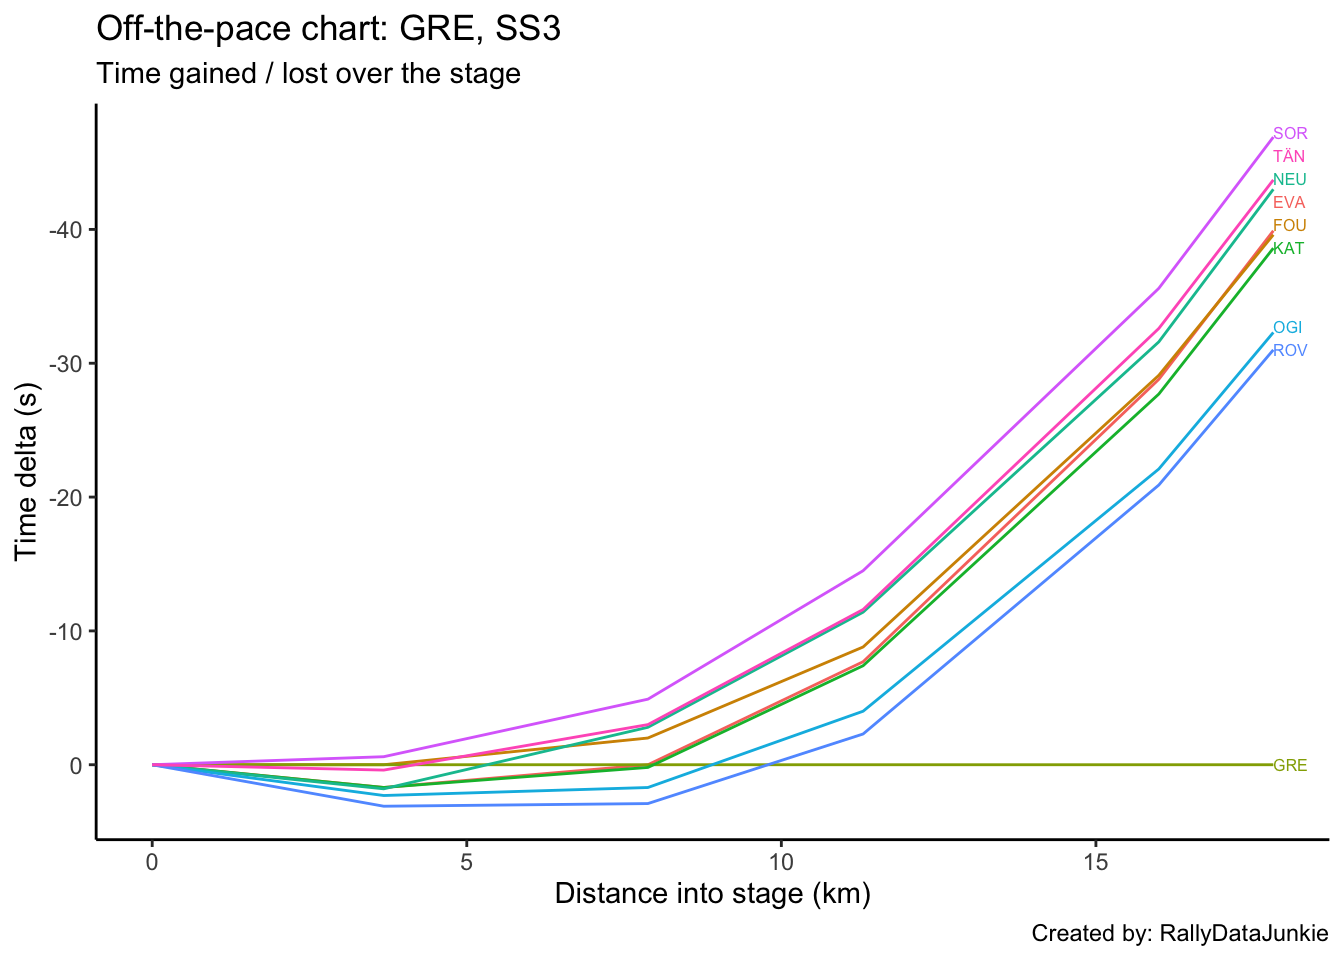 Off-the-pace chart: GRE, SS3
Time gained / lost over the stage
SOR
TÄN
NEU
EVA
FOU
KAT
OGI
ROV
GRE
-40
-30
-20
-10
0
Time delta (s)
0 5 10 15
Distance into stage (km)
Created by: RallyDataJunkie